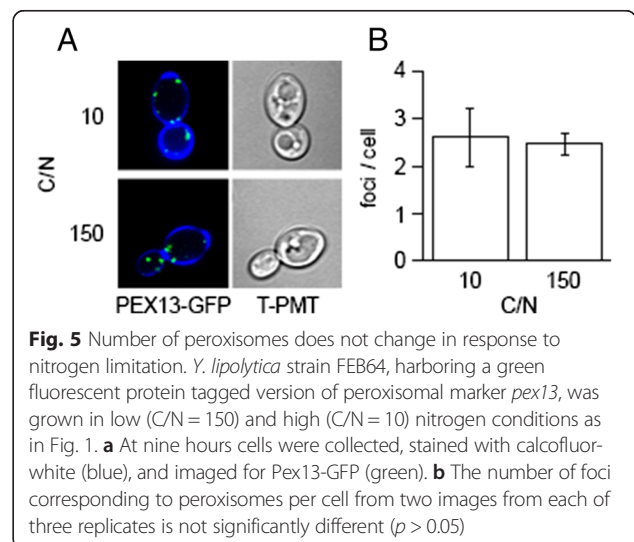 A
B
10
150
C/N
PEX13-GFP
T-PMT
foci / cell
4
3
2
1
0
10
150
C/N
Fig. 5 Number of peroxisomes does not change in response to
nitrogen limitation. Y. lipolytica strain FEB64, harboring a green
fluorescent protein tagged version of peroxisomal marker pex13, was
grown in low (C/N = 150) and high (C/N = 10) nitrogen conditions as
in Fig. 1. a At nine hours cells were collected, stained with calcofluor-
white (blue), and imaged for Pex13-GFP (green). b The number of foci
corresponding to peroxisomes per cell from two images from each of
three replicates is not significantly different (p > 0.05)